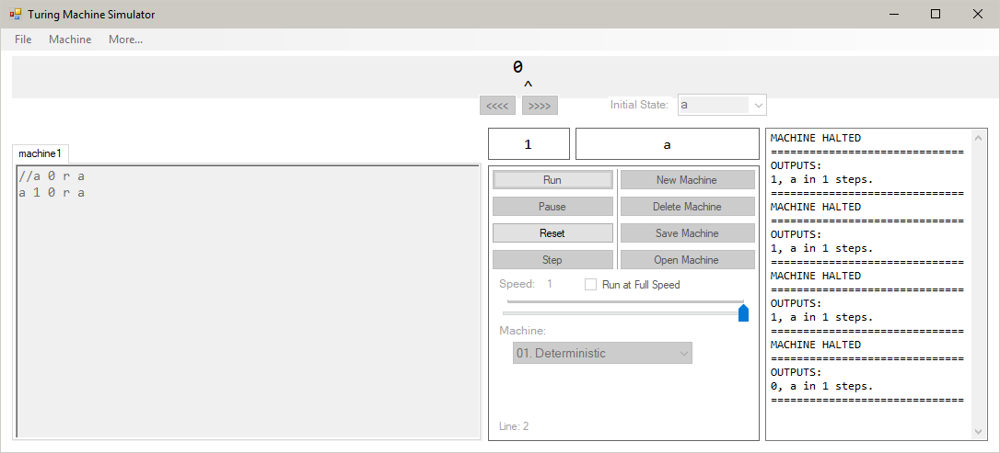 Turing Machine Simulator
File Machine More...
0
^
<<<< >>>> Initial State: a
machine1
//a 0 r a
a 1 0 r a
1 a
Run New Machine
Pause Delete Machine
Reset Save Machine
Step Open Machine
Speed: 1 Run at Full Speed
Machine:
01. Deterministic
Line: 2
MACHINE HALTED
==============================
OUTPUTS:
1, a in 1 steps.
==============================
MACHINE HALTED
==============================
OUTPUTS:
1, a in 1 steps.
==============================
MACHINE HALTED
==============================
OUTPUTS:
1, a in 1 steps.
==============================
MACHINE HALTED
==============================
OUTPUTS:
0, a in 1 steps.
==============================